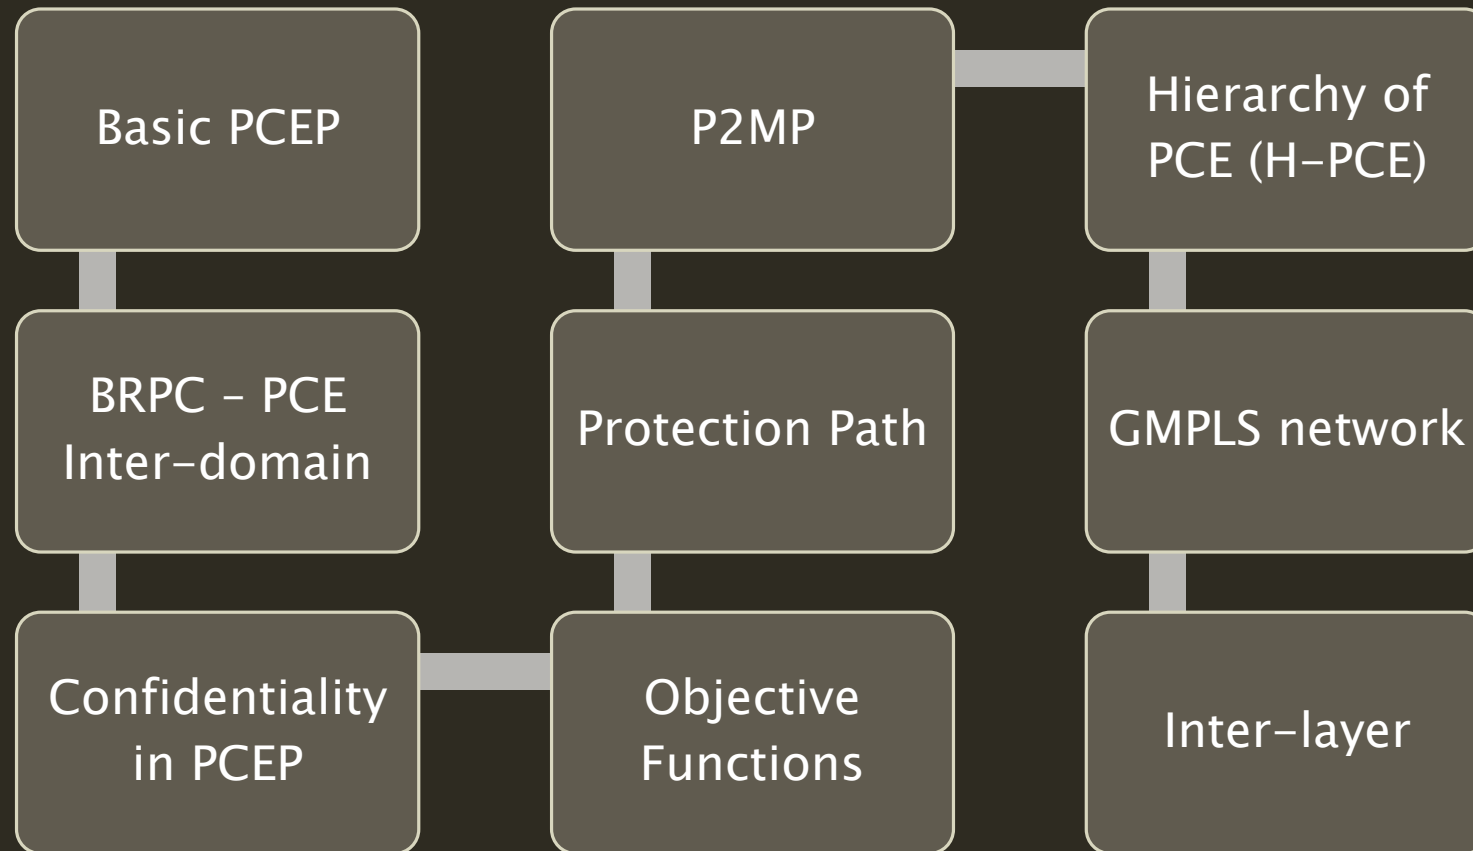 Basic PCEP
BRPC – PCE
Inter–domain
Confidentiality
in PCEP
Objective
Functions
Protection Path
P2MP
Hierarchy of
PCE (H–PCE)
GMPLS network
Inter–layer